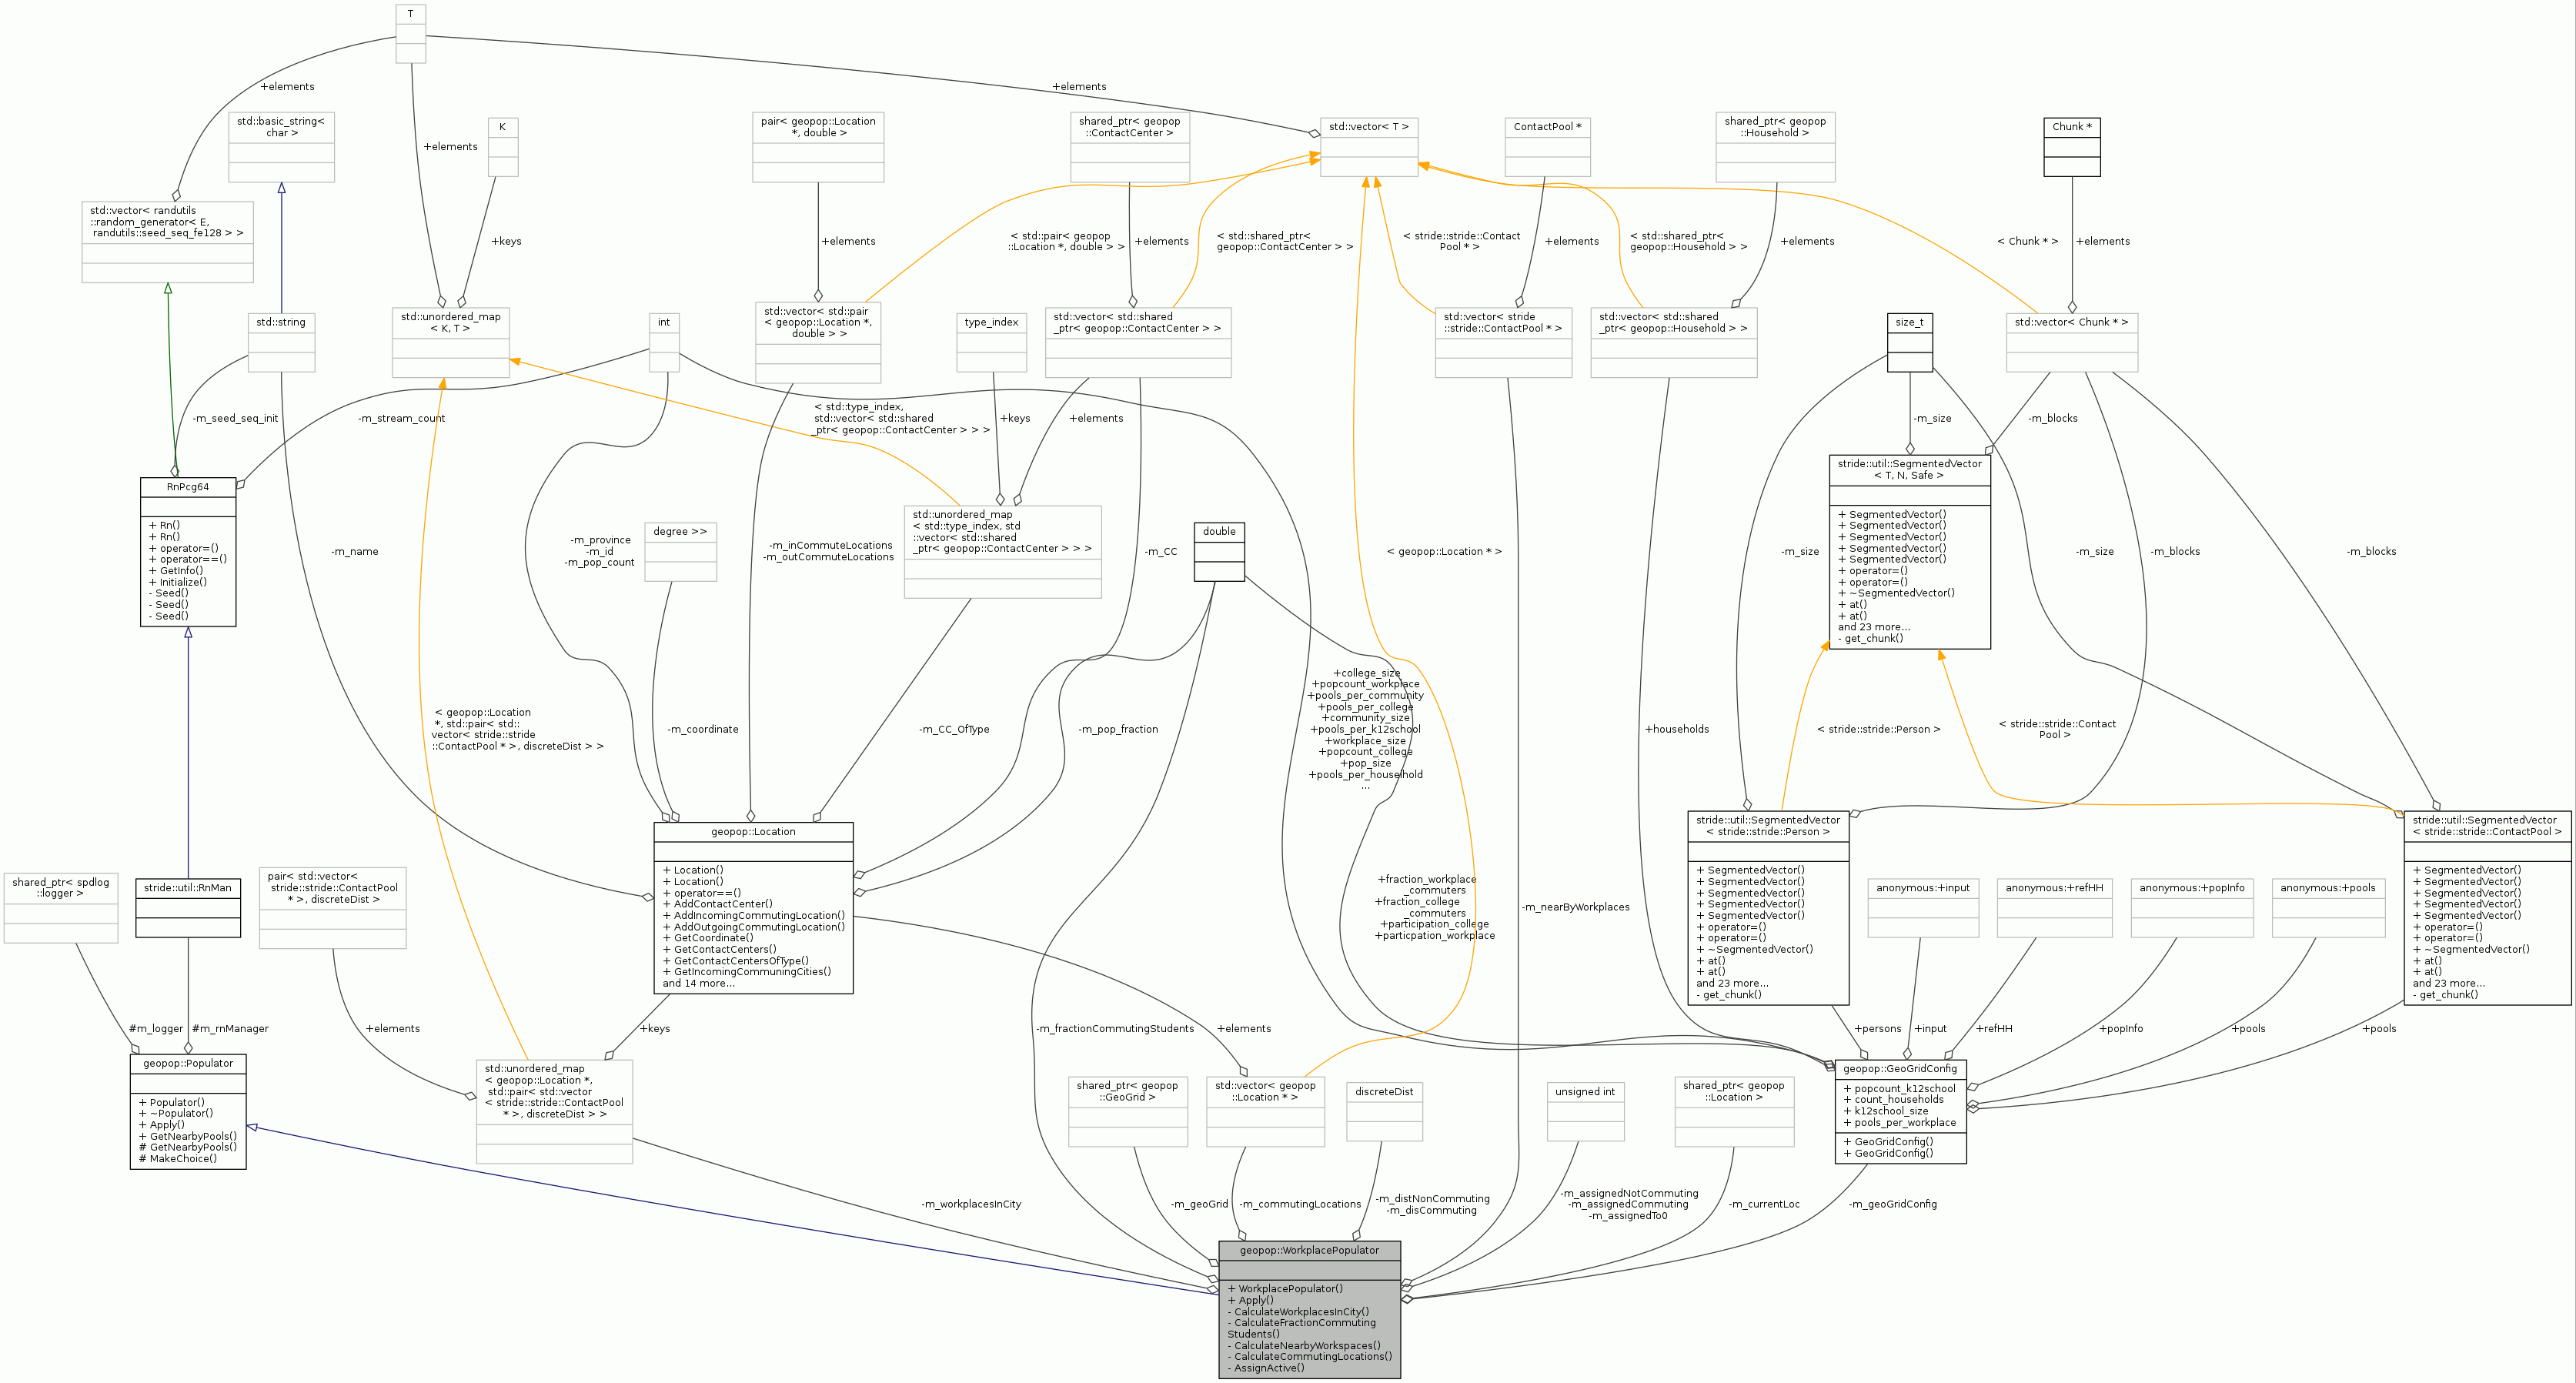 T
+elements
+elements
std::basic_string<
char >
+elements
K
pair< geopop::Location
*, double >
shared_ptr< geopop
::ContactCenter >
std::vector< T >
ContactPool *
shared_ptr< geopop
::Household >
Chunk *
std::vector< randutils
::random_generator< E,
randutils::seed_seq_fe128 > >
+keys
+elements
< std::pair< geopop
::Location *, double > >
+elements
< std::shared_ptr<
geopop::ContactCenter > >
< stride::stride::Contact
Pool * >
+elements
< std::shared_ptr<
geopop::Household > >
+elements
< Chunk * >
+elements
std::string
std::unordered_map
< K, T >
int
std::vector< std::pair
< geopop::Location *,
double > >
type_index
std::vector< std::shared
_ptr< geopop::ContactCenter > >
std::vector< stride
::stride::ContactPool * >
std::vector< std::shared
_ptr< geopop::Household > >
size_t
std::vector< Chunk * >
-m_seed_seq_init
-m_stream_count
< std::type_index,
std::vector< std::shared
_ptr< geopop::ContactCenter > > >
+keys
+elements
-m_size
-m_blocks
RnPcg64
+ Rn()
+ Rn()
+ operator=()
+ operator==()
+ GetInfo()
+ Initialize()
- Seed()
- Seed()
- Seed()
-m_name
-m_province
-m_id
-m_pop_count
degree >>
-m_inCommuteLocations
-m_outCommuteLocations
std::unordered_map
< std::type_index, std
::vector< std::shared
_ptr< geopop::ContactCenter > > >
-m_CC
double
< geopop::Location * >
-m_size
stride::util::SegmentedVector
< T, N, Safe >
+ SegmentedVector()
+ SegmentedVector()
+ SegmentedVector()
+ SegmentedVector()
+ SegmentedVector()
+ operator=()
+ operator=()
+ ~SegmentedVector()
+ at()
+ at()
and 23 more...
- get_chunk()
-m_size
-m_blocks
-m_blocks
< geopop::Location
*, std::pair< std::
vector< stride::stride
::ContactPool * >, discreteDist > >
-m_coordinate
-m_CC_OfType
-m_pop_fraction
+college_size
+popcount_workplace
+pools_per_community
+pools_per_college
+community_size
+pools_per_k12school
+workplace_size
+popcount_college
+pop_size
+pools_per_household
...
+households
< stride::stride::Person >
< stride::stride::Contact
Pool >
shared_ptr< spdlog
::logger >
stride::util::RnMan
pair< std::vector<
stride::stride::ContactPool
* >, discreteDist >
geopop::Location
+ Location()
+ Location()
+ operator==()
+ AddContactCenter()
+ AddIncomingCommutingLocation()
+ AddOutgoingCommutingLocation()
+ GetCoordinate()
+ GetContactCenters()
+ GetContactCentersOfType()
+ GetIncomingCommuningCities()
and 14 more...
+fraction_workplace
_commuters
+fraction_college
_commuters
+participation_college
+particpation_workplace
-m_nearByWorkplaces
stride::util::SegmentedVector
< stride::stride::Person >
+ SegmentedVector()
+ SegmentedVector()
+ SegmentedVector()
+ SegmentedVector()
+ SegmentedVector()
+ operator=()
+ operator=()
+ ~SegmentedVector()
+ at()
+ at()
and 23 more...
- get_chunk()
anonymous:+input
anonymous:+refHH
anonymous:+popInfo
anonymous:+pools
stride::util::SegmentedVector
< stride::stride::ContactPool >
+ SegmentedVector()
+ SegmentedVector()
+ SegmentedVector()
+ SegmentedVector()
+ SegmentedVector()
+ operator=()
+ operator=()
+ ~SegmentedVector()
+ at()
+ at()
and 23 more...
- get_chunk()
#m_logger
#m_rnManager
+elements
+keys
-m_fractionCommutingStudents
+elements
+persons
+input
+refHH
+popInfo
+pools
+pools
geopop::Populator
+ Populator()
+ ~Populator()
+ Apply()
+ GetNearbyPools()
# GetNearbyPools()
# MakeChoice()
std::unordered_map
< geopop::Location *,
std::pair< std::vector
< stride::stride::ContactPool
* >, discreteDist > >
shared_ptr< geopop
::GeoGrid >
std::vector< geopop
::Location * >
discreteDist
unsigned int
shared_ptr< geopop
::Location >
geopop::GeoGridConfig
+ popcount_k12school
+ count_households
+ k12school_size
+ pools_per_workplace
+ GeoGridConfig()
+ GeoGridConfig()
-m_workplacesInCity
-m_geoGrid
-m_commutingLocations
-m_distNonCommuting
-m_disCommuting
-m_assignedNotCommuting
-m_assignedCommuting
-m_assignedTo0
-m_currentLoc
-m_geoGridConfig
geopop::WorkplacePopulator
+ WorkplacePopulator()
+ Apply()
- CalculateWorkplacesInCity()
- CalculateFractionCommuting
Students()
- CalculateNearbyWorkspaces()
- CalculateCommutingLocations()
- AssignActive()